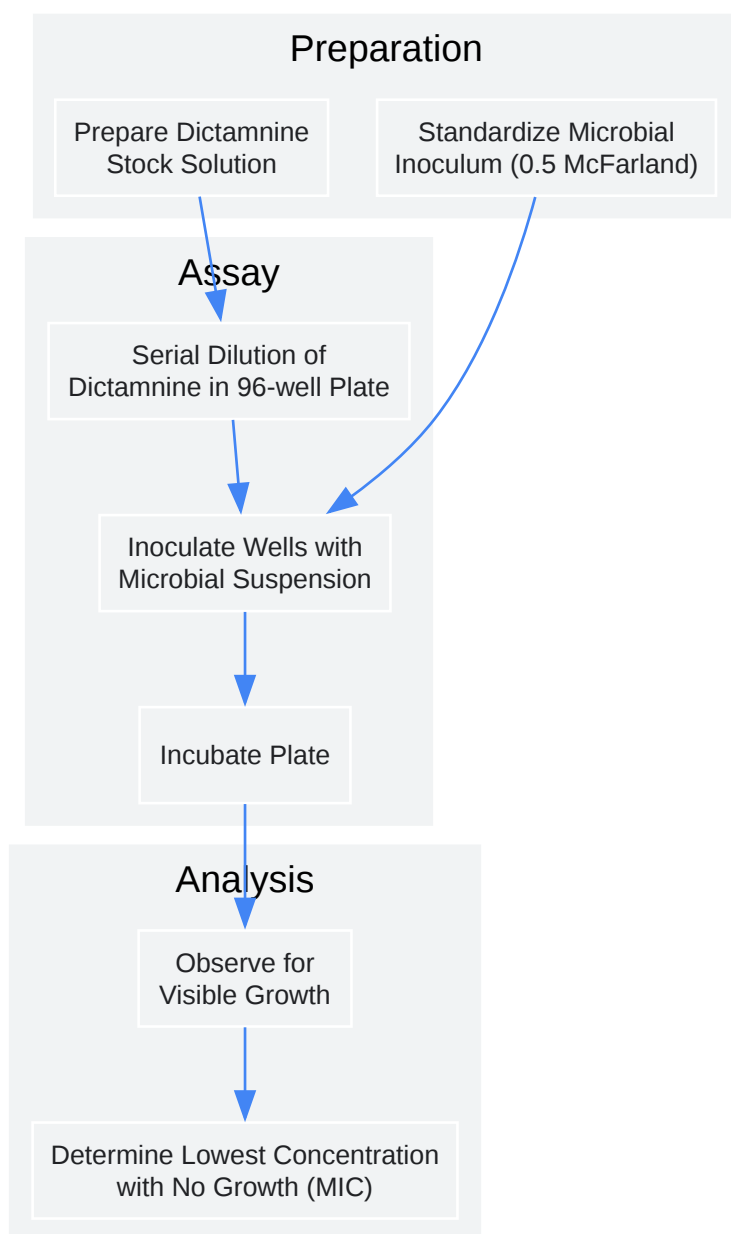 Preparation
Prepare Dictamnine
Stock Solution
Standardize Microbial
Inoculum (0.5 McFarland)
Assay
Serial Dilution of
Dictamnine in 96-well Plate
Inoculate Wells with
Microbial Suspension
Incubate Plate
Analysis
Observe for
Visible Growth
Determine Lowest Concentration
with No Growth (MIC)